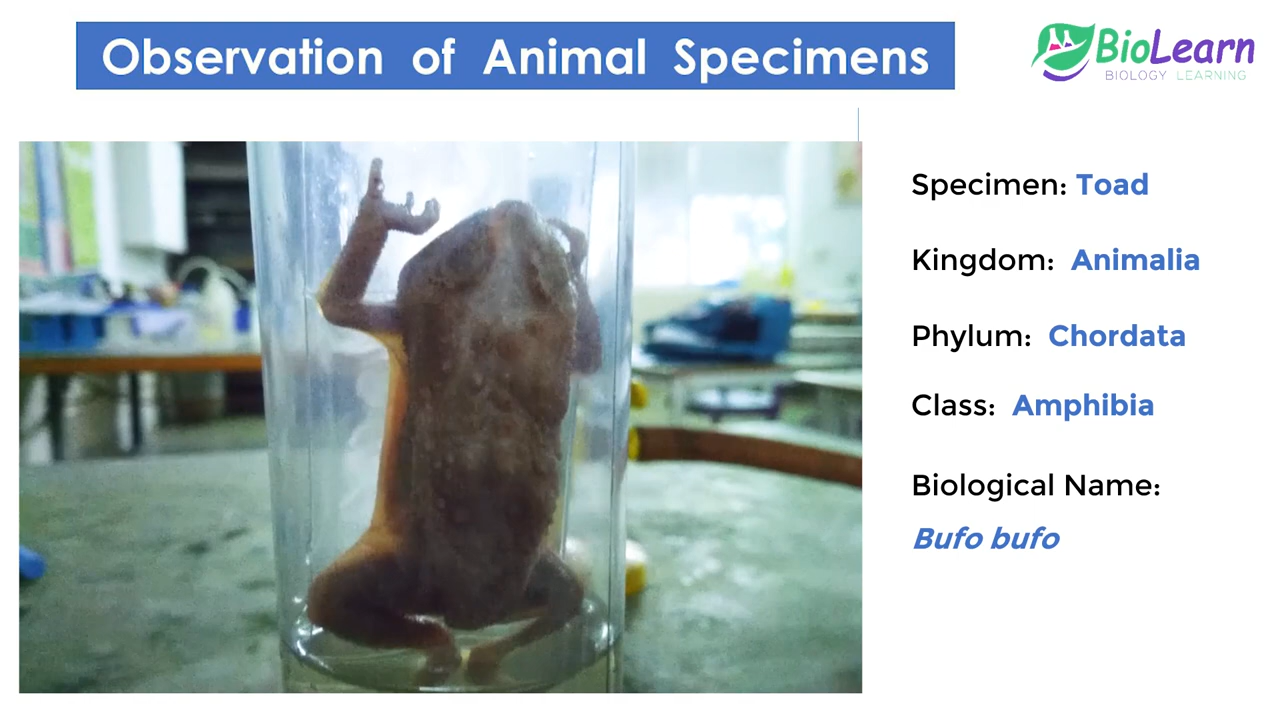 Observation of Animal Specimens
BioLearn
BIOLOGY LEARNING
Specimen: Toad
Kingdom: Animalia
Phylum: Chordata
Class: Amphibia
Biological Name:
Bufo bufo